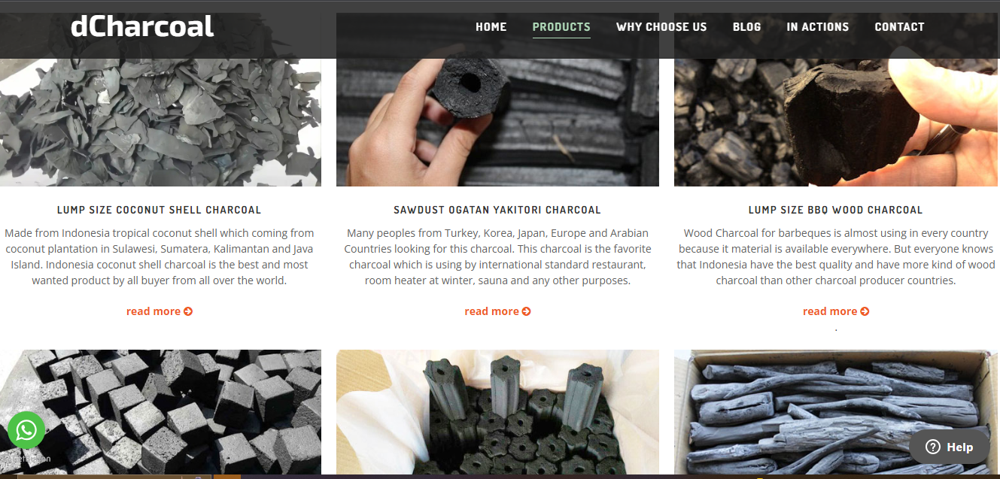 dCharcoal
HOME PRODUCTS WHY CHOOSE US BLOG IN ACTIONS CONTACT
LUMP SIZE COCONUT SHELL CHARCOAL
Made from Indonesia tropical coconut shell which coming from
coconut plantation in Sulawesi, Sumatera, Kalimantan and Java
Island. Indonesia coconut shell charcoal is the best and most
wanted product by all buyer from all over the world.
read more
SAWDUST OGATAN YAKITORI CHARCOAL
Many peoples from Turkey, Korea, Japan, Europe and Arabian
Countries looking for this charcoal. This charcoal is the favorite
charcoal which is using by international standard restaurant,
room heater at winter, sauna and any other purposes.
read more
LUMP SIZE BBQ WOOD CHARCOAL
Wood Charcoal for barbeques is almost using in every country
because it material is available everywhere. But everyone knows
that Indonesia have the best quality and have more kind of wood
charcoal than other charcoal producer countries.
read more
.
Help